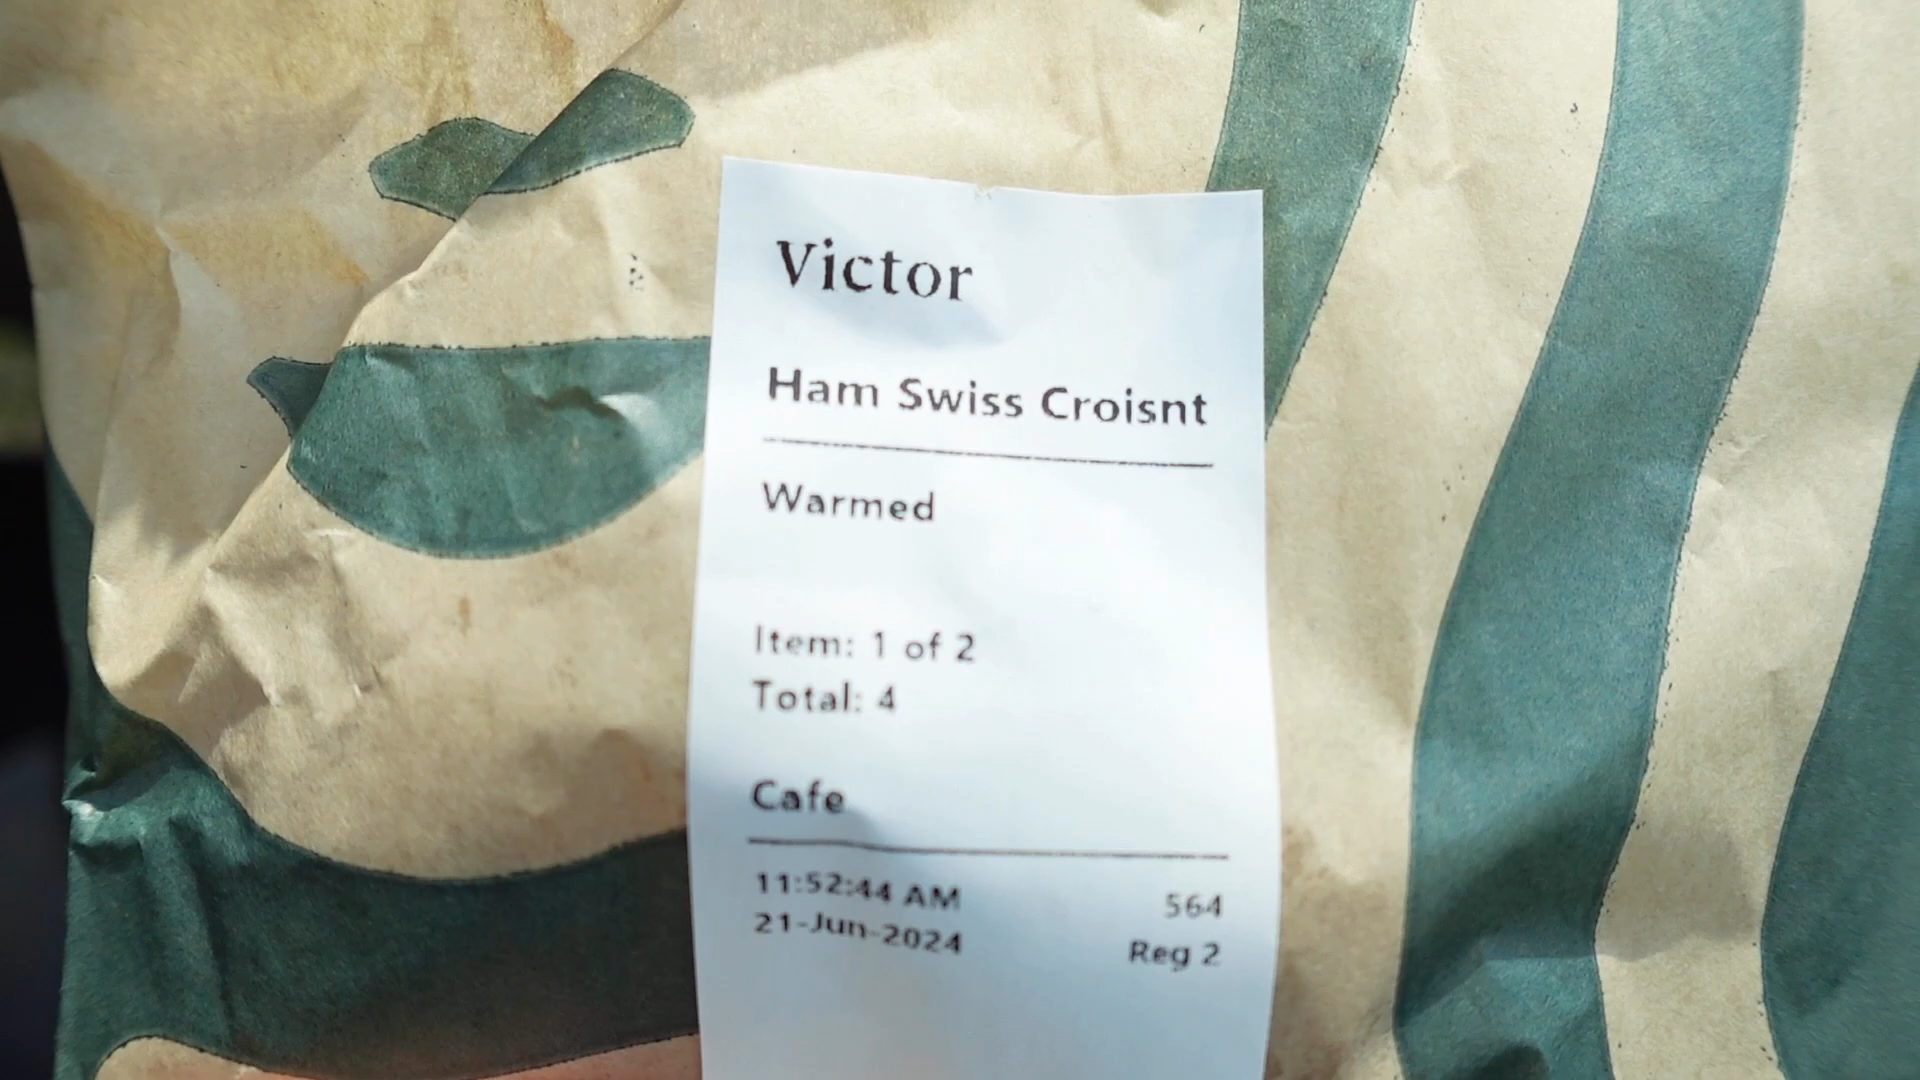 Victor
Ham Swiss Croisnt
Warmed
Item: 1 of 2
Total: 4
Cafe
11:52:44 AM 564
21-Jun-2024 Reg 2